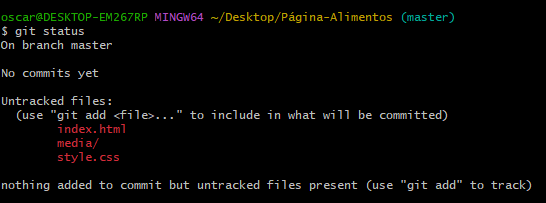 oscar@DESKTOP-EM267RP MINGW64 ~/Desktop/Página-Alimentos (master)
$ git status
On branch master
No commits yet
Untracked files:
(use "git add <file>..." to include in what will be committed)
index.html
media/
style.css
nothing added to commit but untracked files present (use "git add" to track)